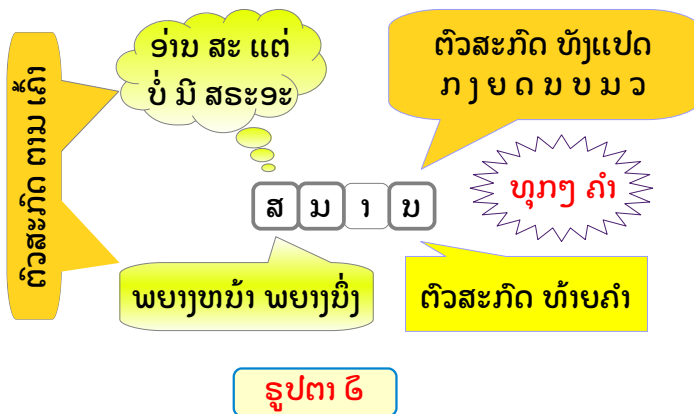 ອ່ານ ສະ ແຕ່
ບໍ່ ມີ ສຣະອະ
ຕົວສະກົດ ທັງແປດ
ກ ງ ຍ ດ ນ ບ ມ ວ
ຕົວສະກົດ ຕາມ ເຄົ້າ
ສ ມ າ ນ
ທຸກໆ ຄຳ
ພຍາງຫນ້າ ພຍາງນຶ່ງ
ຕົວສະກົດ ທ້າຍຄຳ
ຣູປຕາ ໖